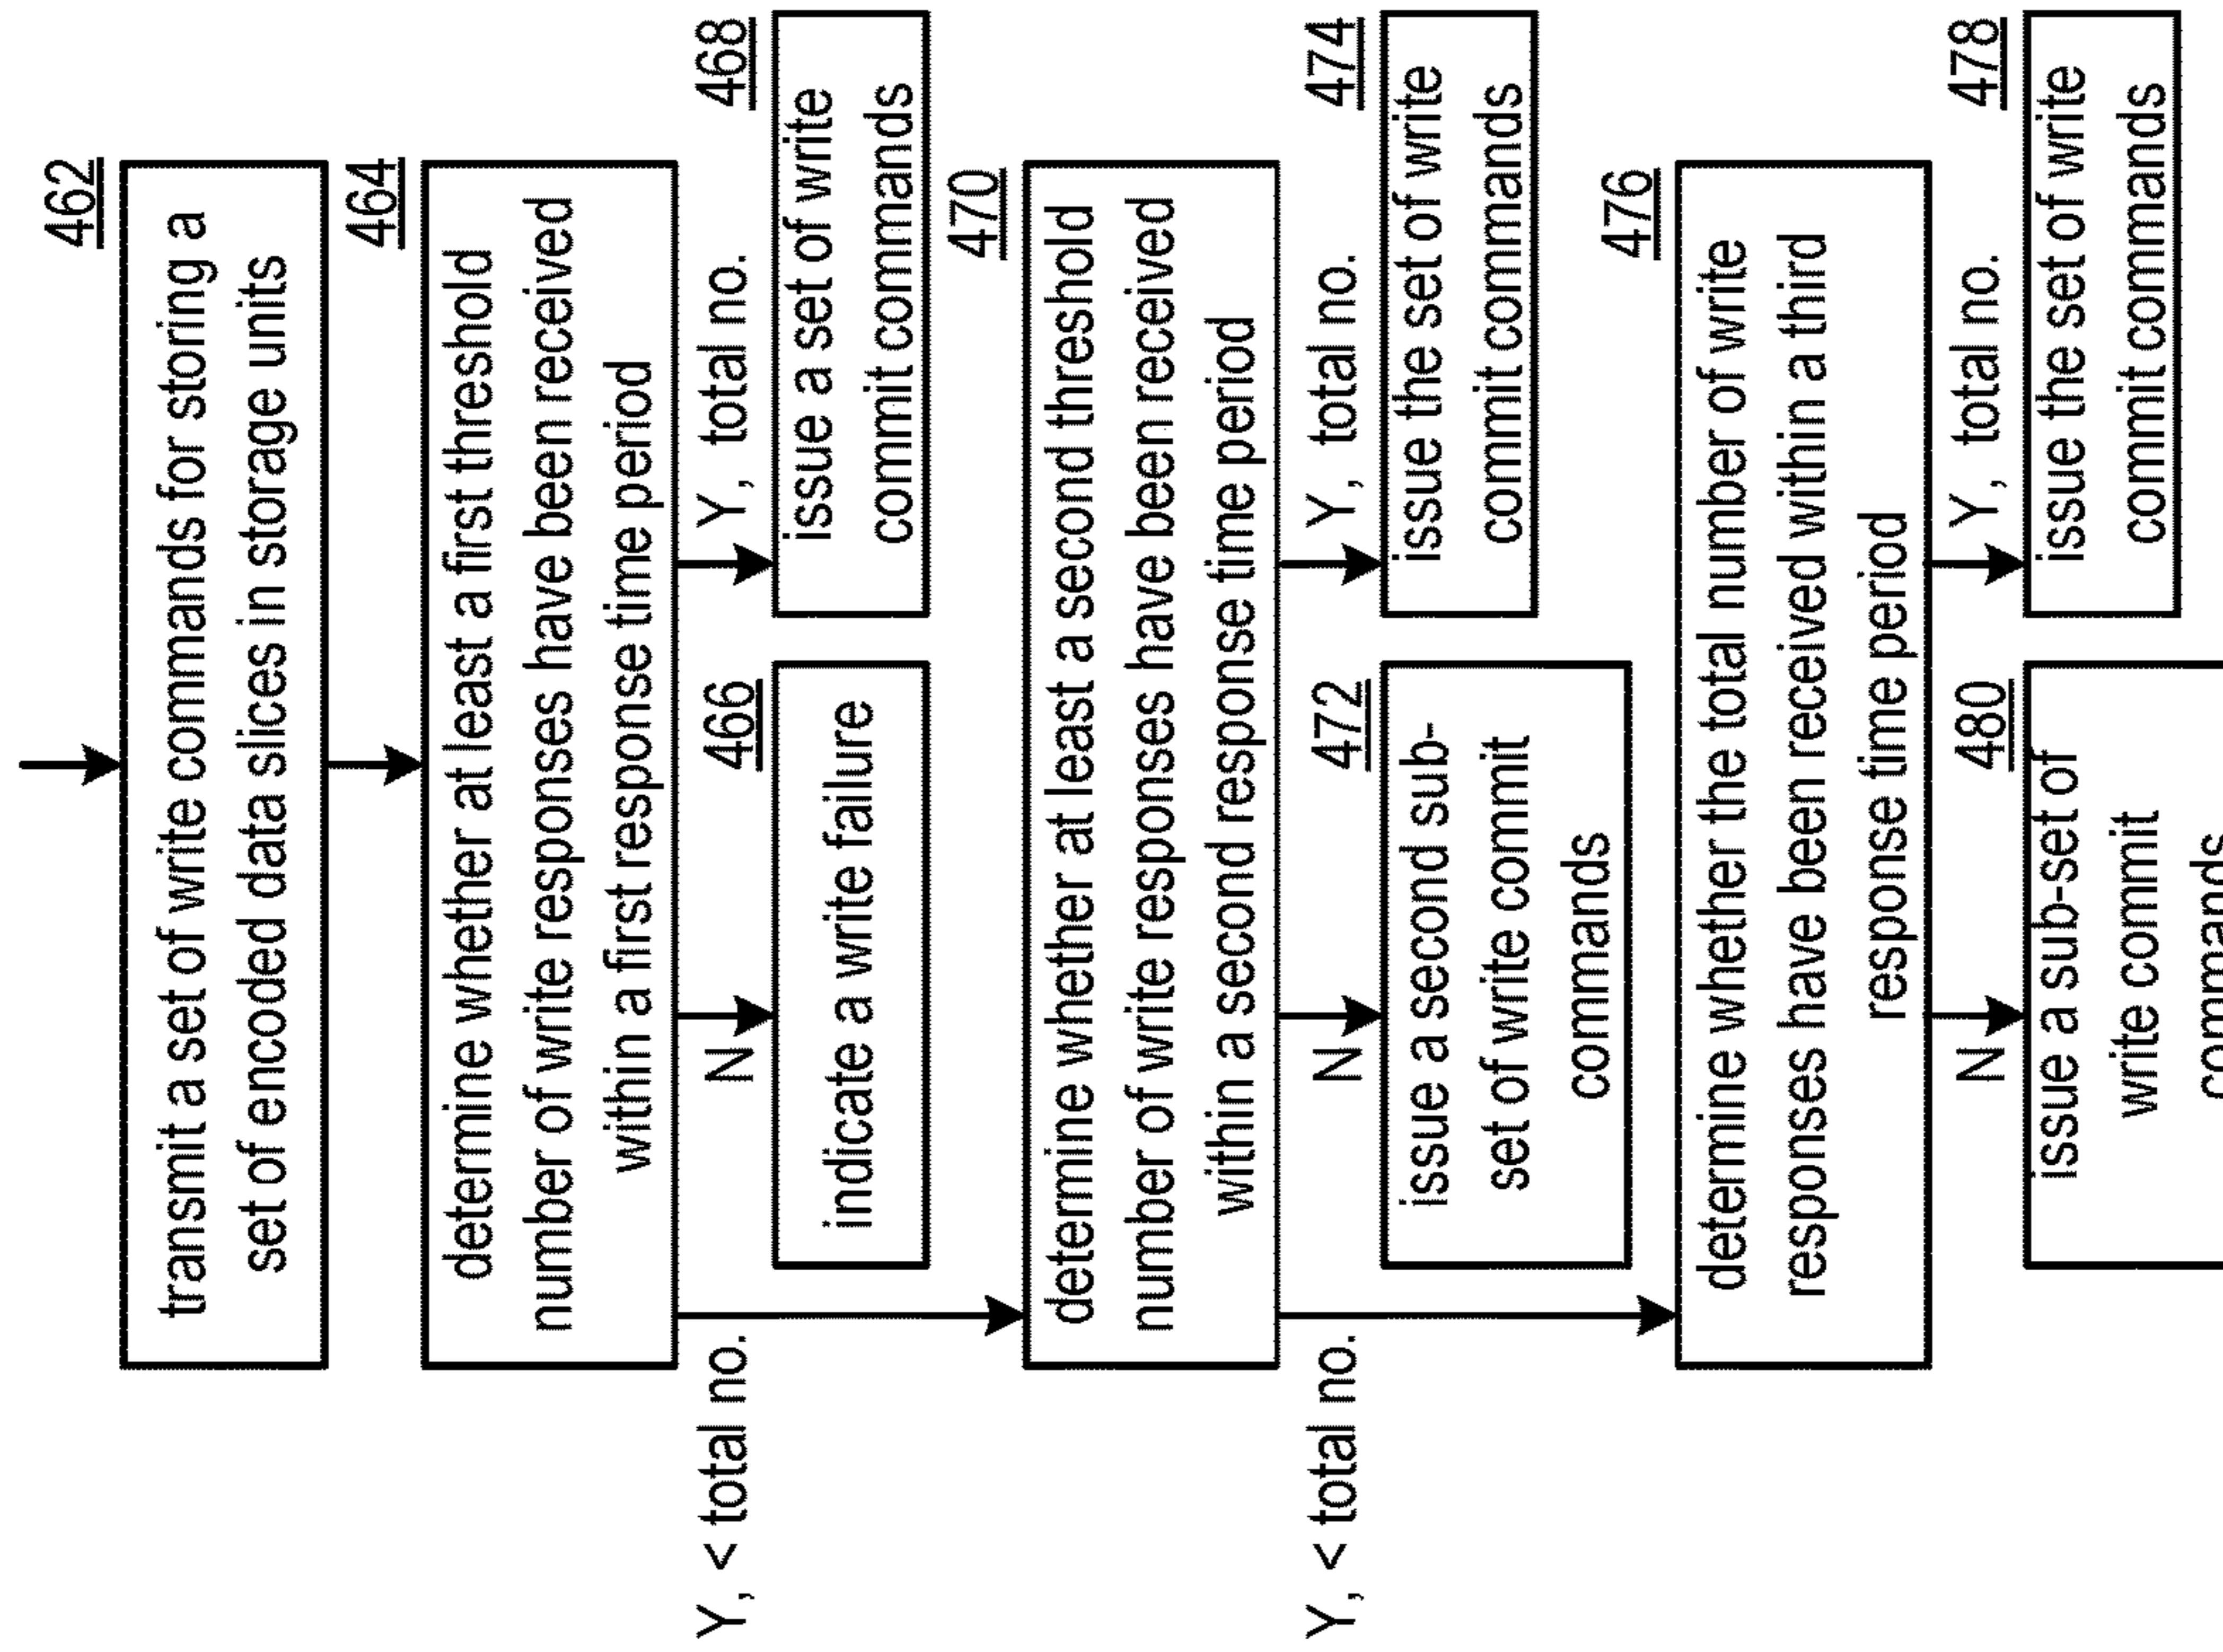 462
transmit a set of write commands for storing a
set of encoded data slices in storage units
464
determine whether at least a first threshold
number of write responses have been received
within a first response time period
Y, < total no.
N
Y, total no.
466
indicate a write failure
468
issue a set of write
commit commands
470
determine whether at least a second threshold
number of write responses have been received
within a second response time period
Y, < total no.
N
Y, total no.
472
issue a second sub-
set of write commit
commands
474
issue the set of write
commit commands
476
determine whether the total number of write
responses have been received within a third
response time period
N
Y, total no.
480
issue a sub-set of
write commit
commands
478
issue the set of write
commit commands